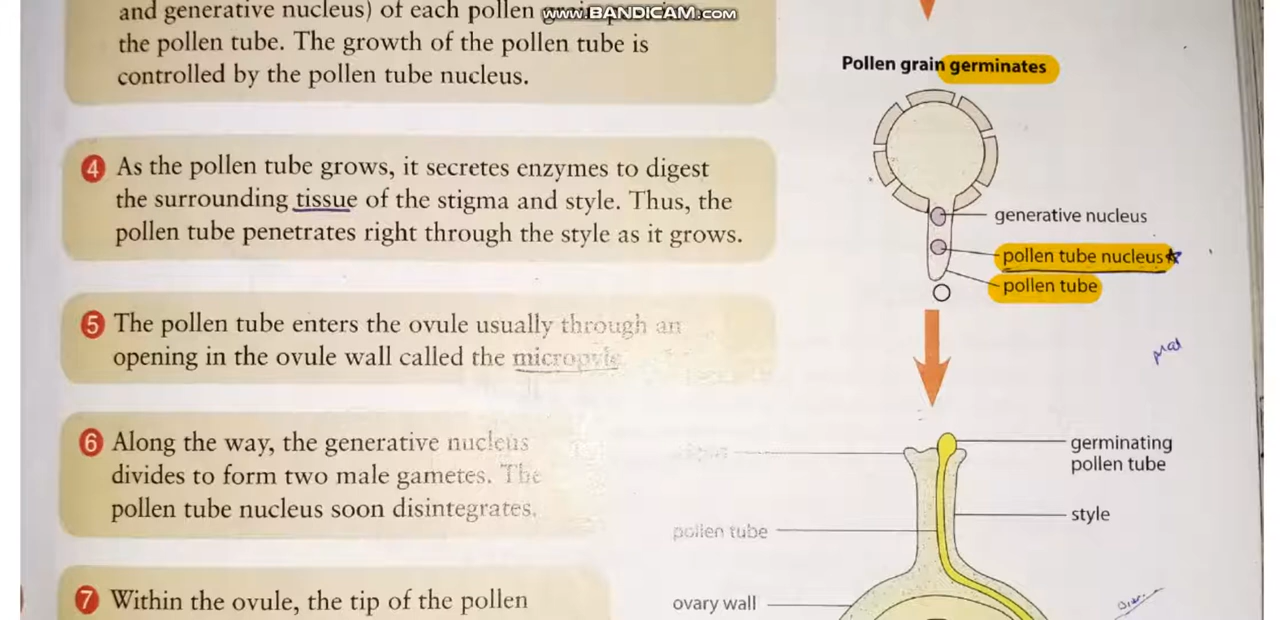 and generative nucleus) of each pollen
www.BANDICAM.com
the pollen tube. The growth of the pollen tube is
controlled by the pollen tube nucleus.
Pollen grain germinates
4 As the pollen tube grows, it secretes enzymes to digest
the surrounding tissue of the stigma and style. Thus, the
pollen tube penetrates right through the style as it grows.
generative nucleus
pollen tube nucleus
pollen tube
5 The pollen tube enters the ovule usually through an
opening in the ovule wall called the micropyle
6 Along the way, the generative nucleus
divides to form two male gametes. The
pollen tube nucleus soon disintegrates.
germinating
pollen tube
style
pollen tube
7 Within the ovule, the tip of the pollen
ovary wall